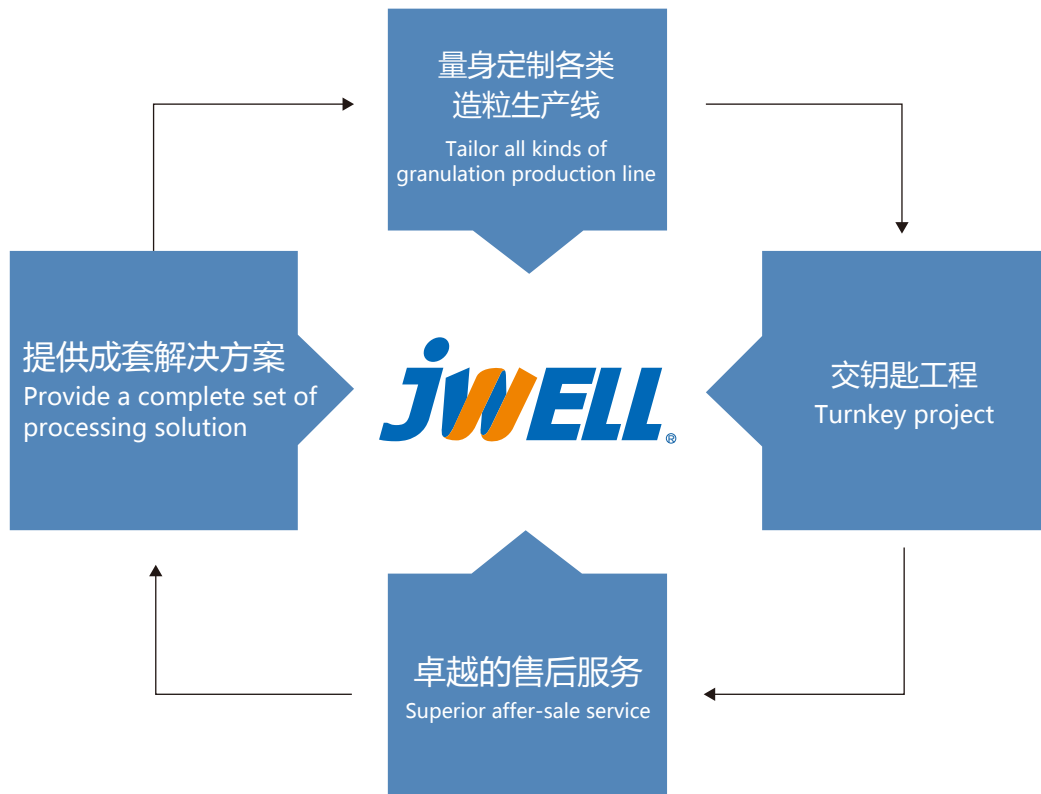 量身定制各类
造粒生产线
Tailor all kinds of
granulation production line
提供成套解决方案
Provide a complete set of
processing solution
jWELL®
交钥匙工程
Turnkey project
卓越的售后服务
Superior affer-sale service